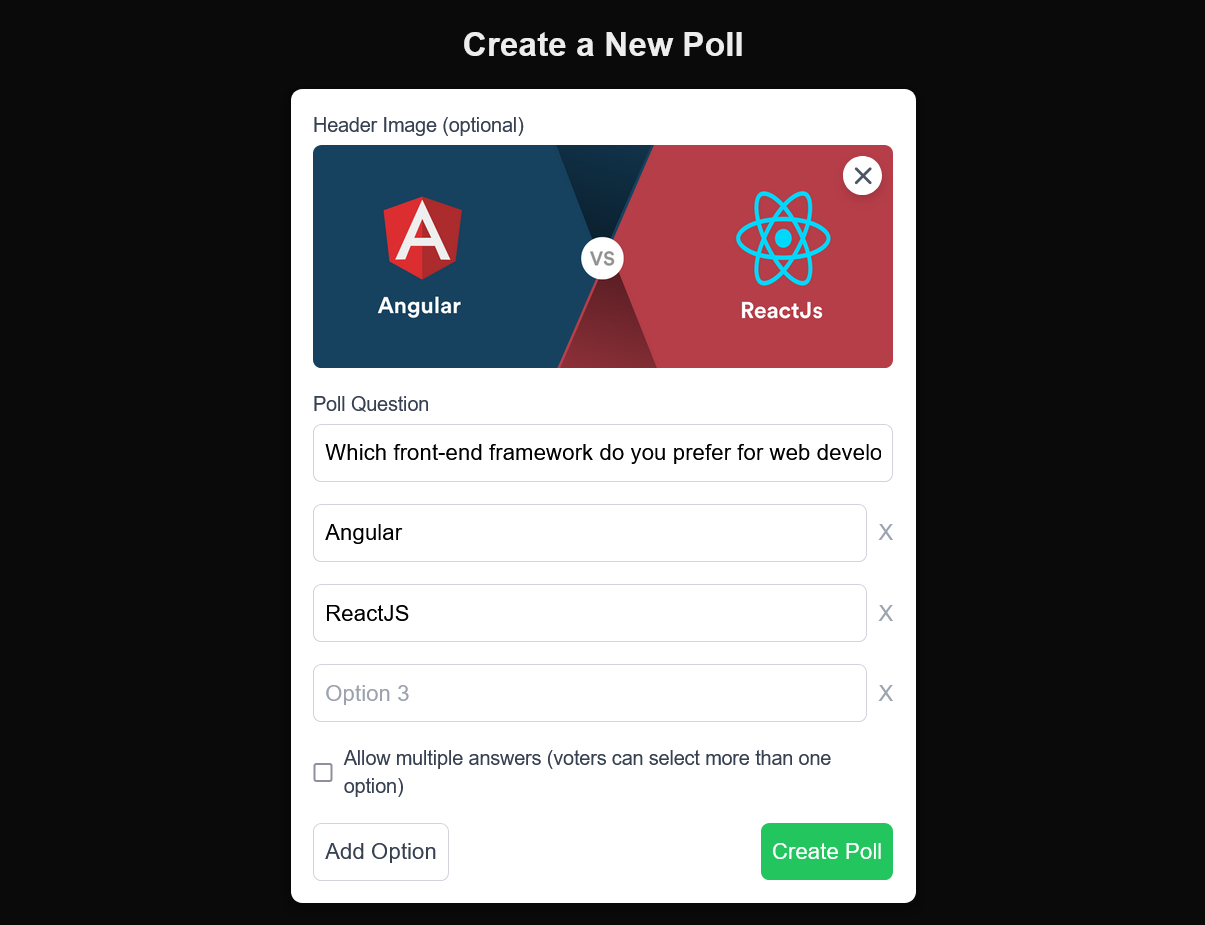 Create a New Poll
Header Image (optional)
VS
Angular
ReactJs
Poll Question
Which front-end framework do you prefer for web develo
Angular
X
ReactJS
X
Option 3
X
Allow multiple answers (voters can select more than one
option)
Add Option
Create Poll